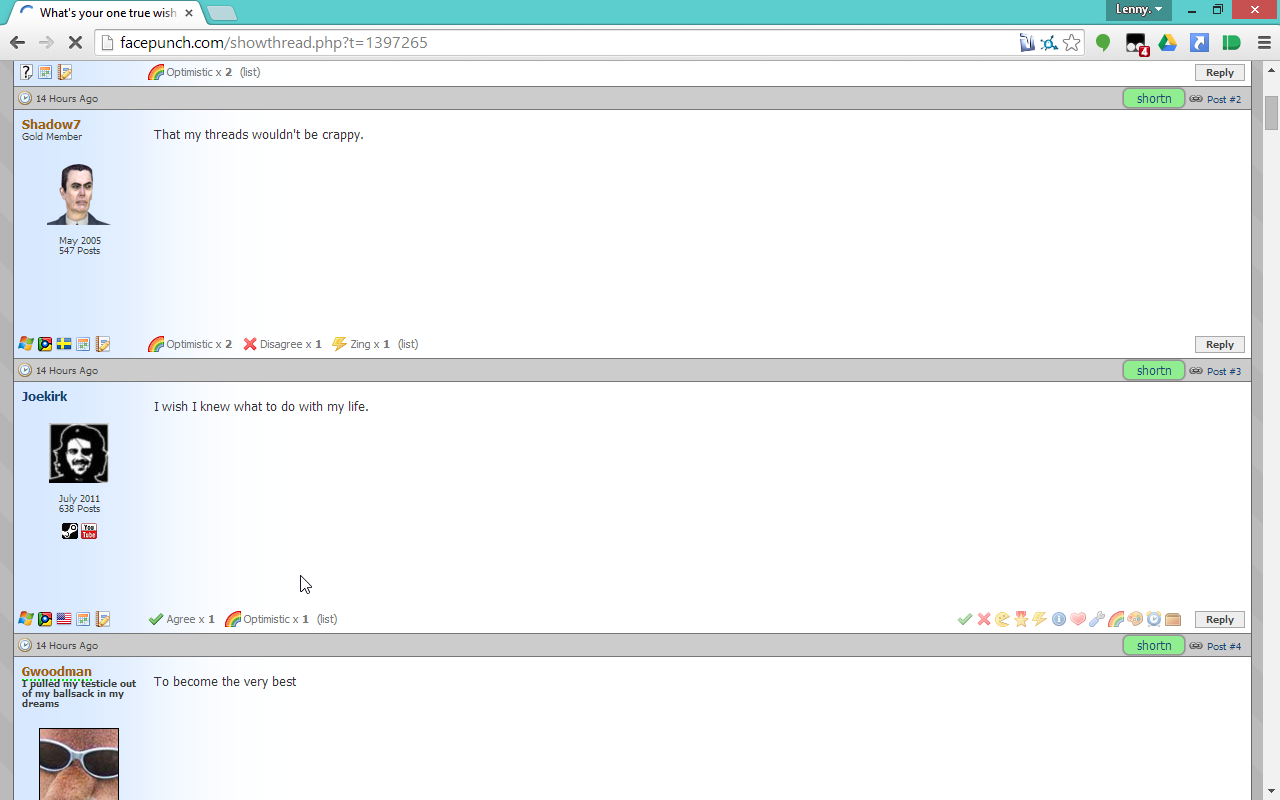 What's your one true wish
Lenny.
facepunch.com/showthread.php?t=1397265
4
Optimistic x 2 (list)
Reply
14 Hours Ago
shortn
Post #2
Shadow7
Gold Member
That my threads wouldn't be crappy.
May 2005
547 Posts
Optimistic x 2 Disagree x 1 Zing x 1 (list)
Reply
14 Hours Ago
shortn
Post #3
Joekirk
I wish I knew what to do with my life.
July 2011
638 Posts
You
Tube
Agree x 1 Optimistic x 1 (list)
Reply
14 Hours Ago
shortn
Post #4
Gwoodman
I pulled my testicle out
of my ballsack in my
dreams
To become the very best